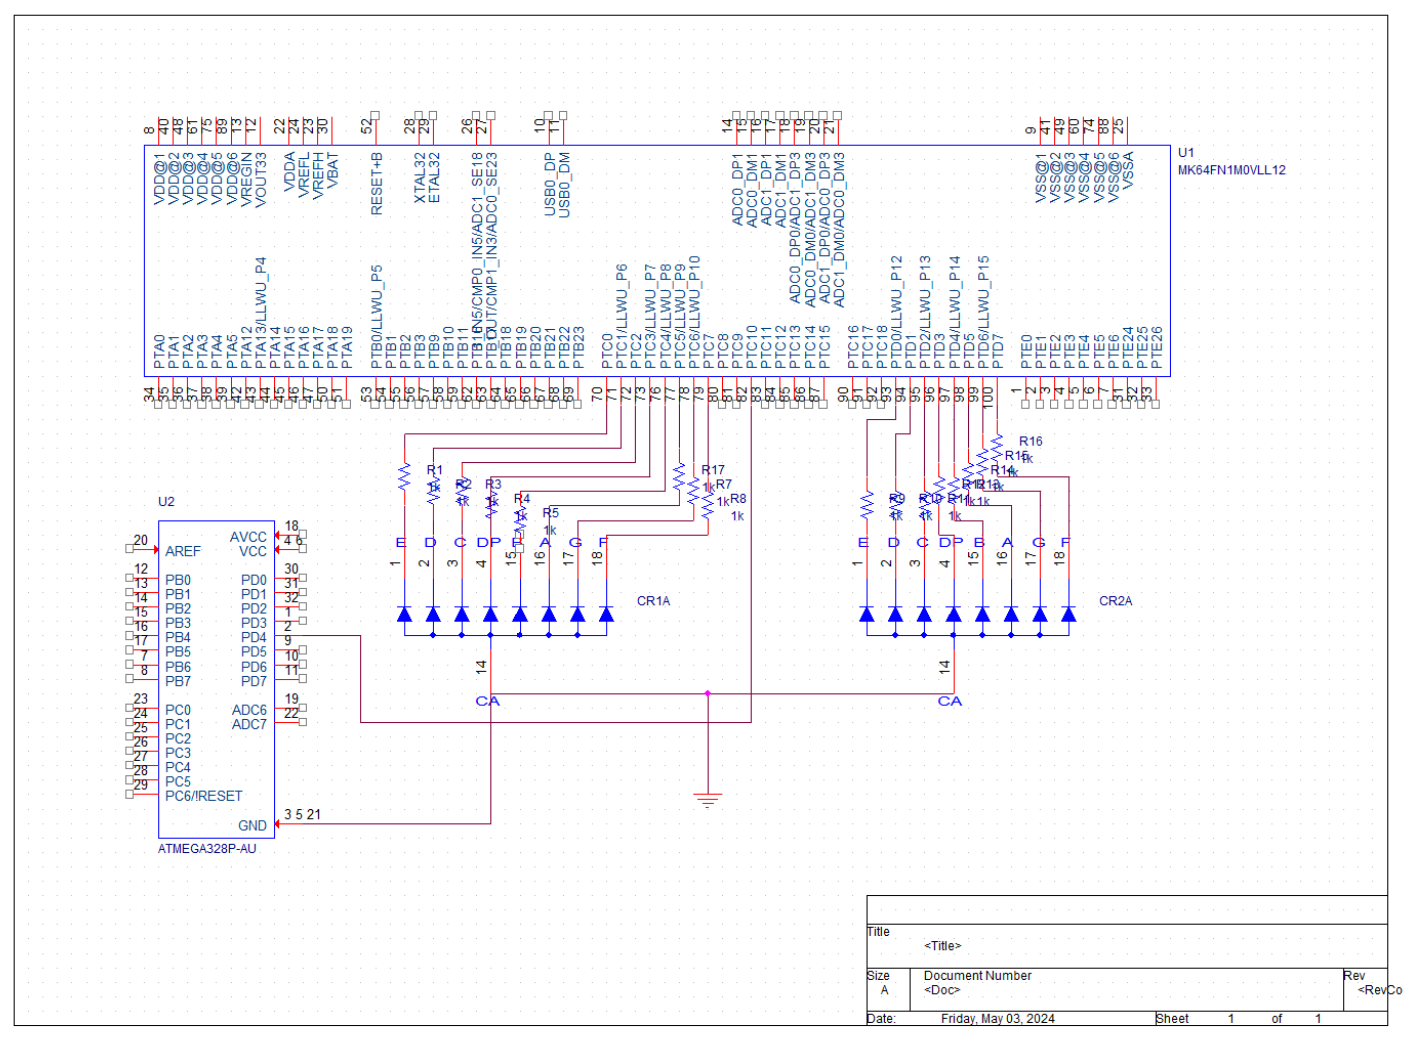 8 40 48 61 75 89 13 12 22 24 23 30 52 28 29 26 27 10 11 14 15 16 17 18 19 20 21 9 41 49 60 74 88 25
U1
MK64FN1M0VLL12
VDD@1
VDD@2
VDD@3
VDD@4
VDD@5
VDD@6
VREGIN
VOUT33
VDDA
VREFL
VREFH
VBAT
RESET+B
XTAL32
ETAL32
USB0_DP
USB0_DM
ADC0_DP1
ADC0_DM1
ADC1_DP1
ADC1_DM1
ADC0_DP0/ADC1_DP3
ADC0_DM0/ADC1_DM3
ADC1_DP0/ADC0_DP3
ADC1_DM0/ADC0_DM3
VSS@1
VSS@2
VSS@3
VSS@4
VSS@5
VSS@6
VSSA
PTA0
PTA1
PTA2
PTA3
PTA4
PTA5
PTA12
PTA13/LLWU_P4
PTA14
PTA15
PTA16
PTA17
PTA18
PTA19
PTB0/LLWU_P5
PTB1
PTB2
PTB3
PTB9
PTB10
PTB11
IN5/CMP0_IN5/ADC1_SE18
OUT/CMP1_IN3/ADC0_SE23
PTB18
PTB19
PTB20
PTB21
PTB22
PTB23
PTC0
PTC1/LLWU_P6
PTC2
PTC3/LLWU_P7
PTC4/LLWU_P8
PTC5/LLWU_P9
PTC6/LLWU_P10
PTC7
PTC8
PTC9
PTC10
PTC11
PTC12
PTC13
PTC14
PTC15
PTC16
PTC17
PTC18
PTD0/LLWU_P12
PTD1
PTD2/LLWU_P13
PTD3
PTD4/LLWU_P14
PTD5
PTD6/LLWU_P15
PTD7
PTE0
PTE1
PTE2
PTE3
PTE4
PTE5
PTE6
PTE24
PTE25
PTE26
34 35 36 37 38 39 42 43 44 45 46 47 50 51 53 54 55 56 57 58 59 62 63 64 65 66 67 68 69 70 71 72 73 76 77 78 79 80 81 82 83 84 85 86 87 90 91 92 93 94 95 96 97 98 99 100 1 2 3 4 5 6 7 31 32 33
R1
1k
R2
1k
R3
1k
R4
1k
R5
1k
R17
1k
R7
1k
R8
1k
R9
1k
R10
1k
R11
1k
R14
1k
R15
1k
R16
1k
E D C DP A G F
1 2 3 4 15 16 17 18
CR1A
14
CA
E D C DP B A G F
1 2 3 4 15 16 17 18
CR2A
14
CA
U2
20 AREF
AVCC 18
VCC 4 6
12 PB0
13 PB1
14 PB2
15 PB3
16 PB4
17 PB5
7 PB6
8 PB7
PD0 30
PD1 31
PD2 32
PD3 1
PD4 2
PD5 9
PD6 10
PD7 11
23 PC0
24 PC1
25 PC2
26 PC3
27 PC4
28 PC5
29 PC6/!RESET
ADC6 19
ADC7 22
GND 3 5 21
ATMEGA328P-AU
Title
<Title>
Size
A
Document Number
<Doc>
Rev
<RevCo
Date:
Friday, May 03, 2024
Sheet 1 of 1